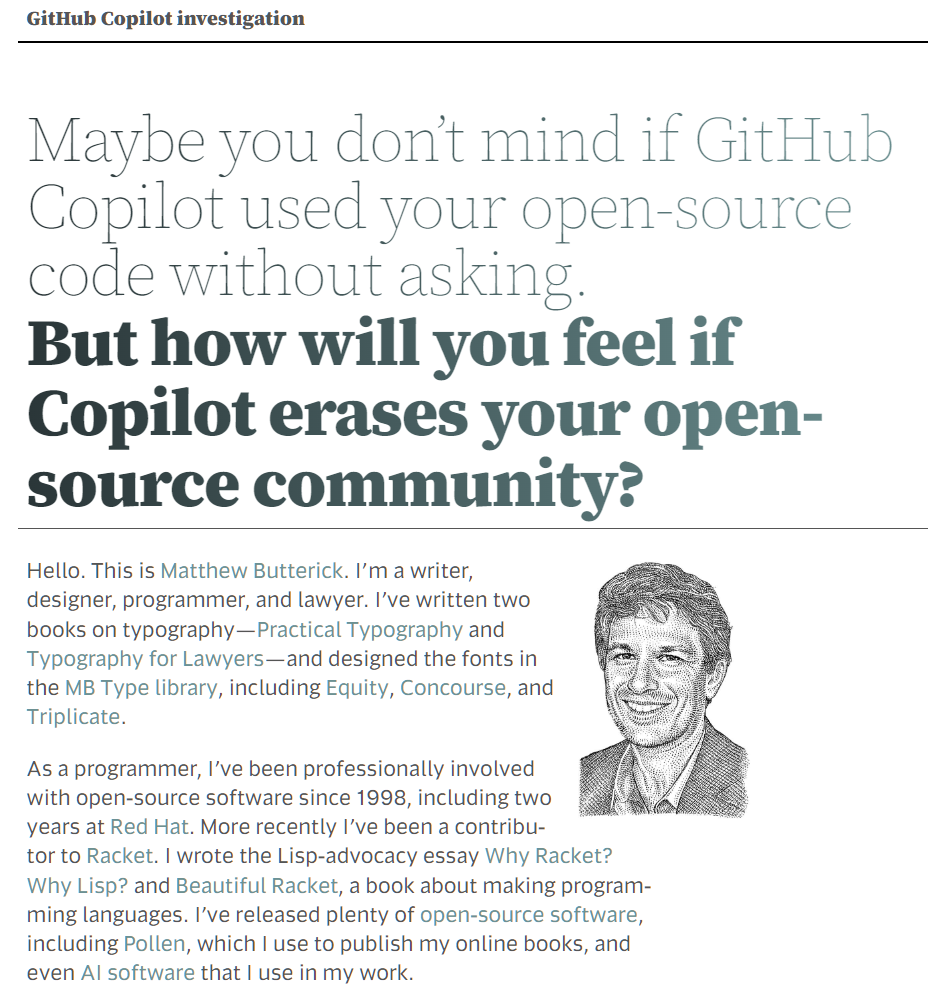 GitHub Copilot investigation
Maybe you don’t mind if GitHub
Copilot used your open-source
code without asking.
But how will you feel if
Copilot erases your open-
source community?
Hello. This is Matthew Butterick. I’m a writer,
designer, programmer, and lawyer. I’ve written two
books on typography—Practical Typography and
Typography for Lawyers—and designed the fonts in
the MB Type library, including Equity, Concourse, and
Triplicate.
As a programmer, I’ve been professionally involved
with open-source software since 1998, including two
years at Red Hat. More recently I’ve been a contribu-
tor to Racket. I wrote the Lisp-advocacy essay Why Racket?
Why Lisp? and Beautiful Racket, a book about making program-
ming languages. I’ve released plenty of open-source software,
including Pollen, which I use to publish my online books, and
even AI software that I use in my work.